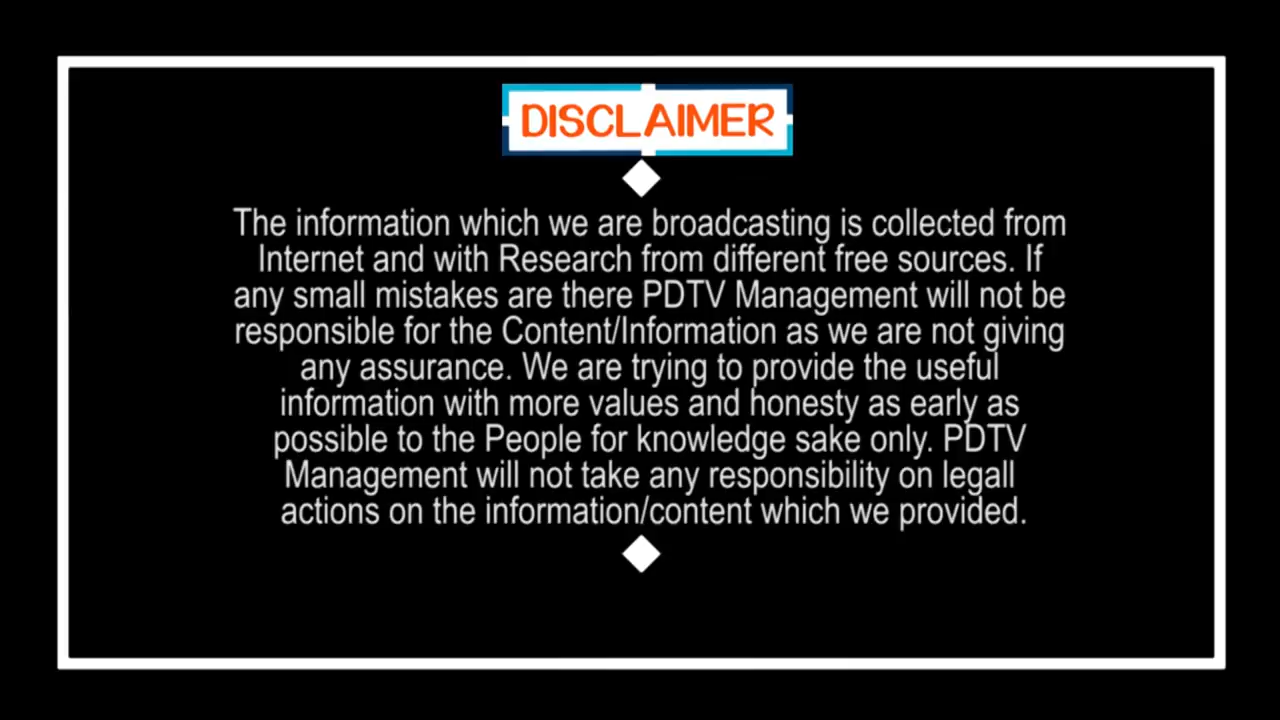 DISCLAIMER
The information which we are broadcasting is collected from
Internet and with Research from different free sources. If
any small mistakes are there PDTV Management will not be
responsible for the Content/Information as we are not giving
any assurance. We are trying to provide the useful
information with more values and honesty as early as
possible to the People for knowledge sake only. PDTV
Management will not take any responsibility on legall
actions on the information/content which we provided.